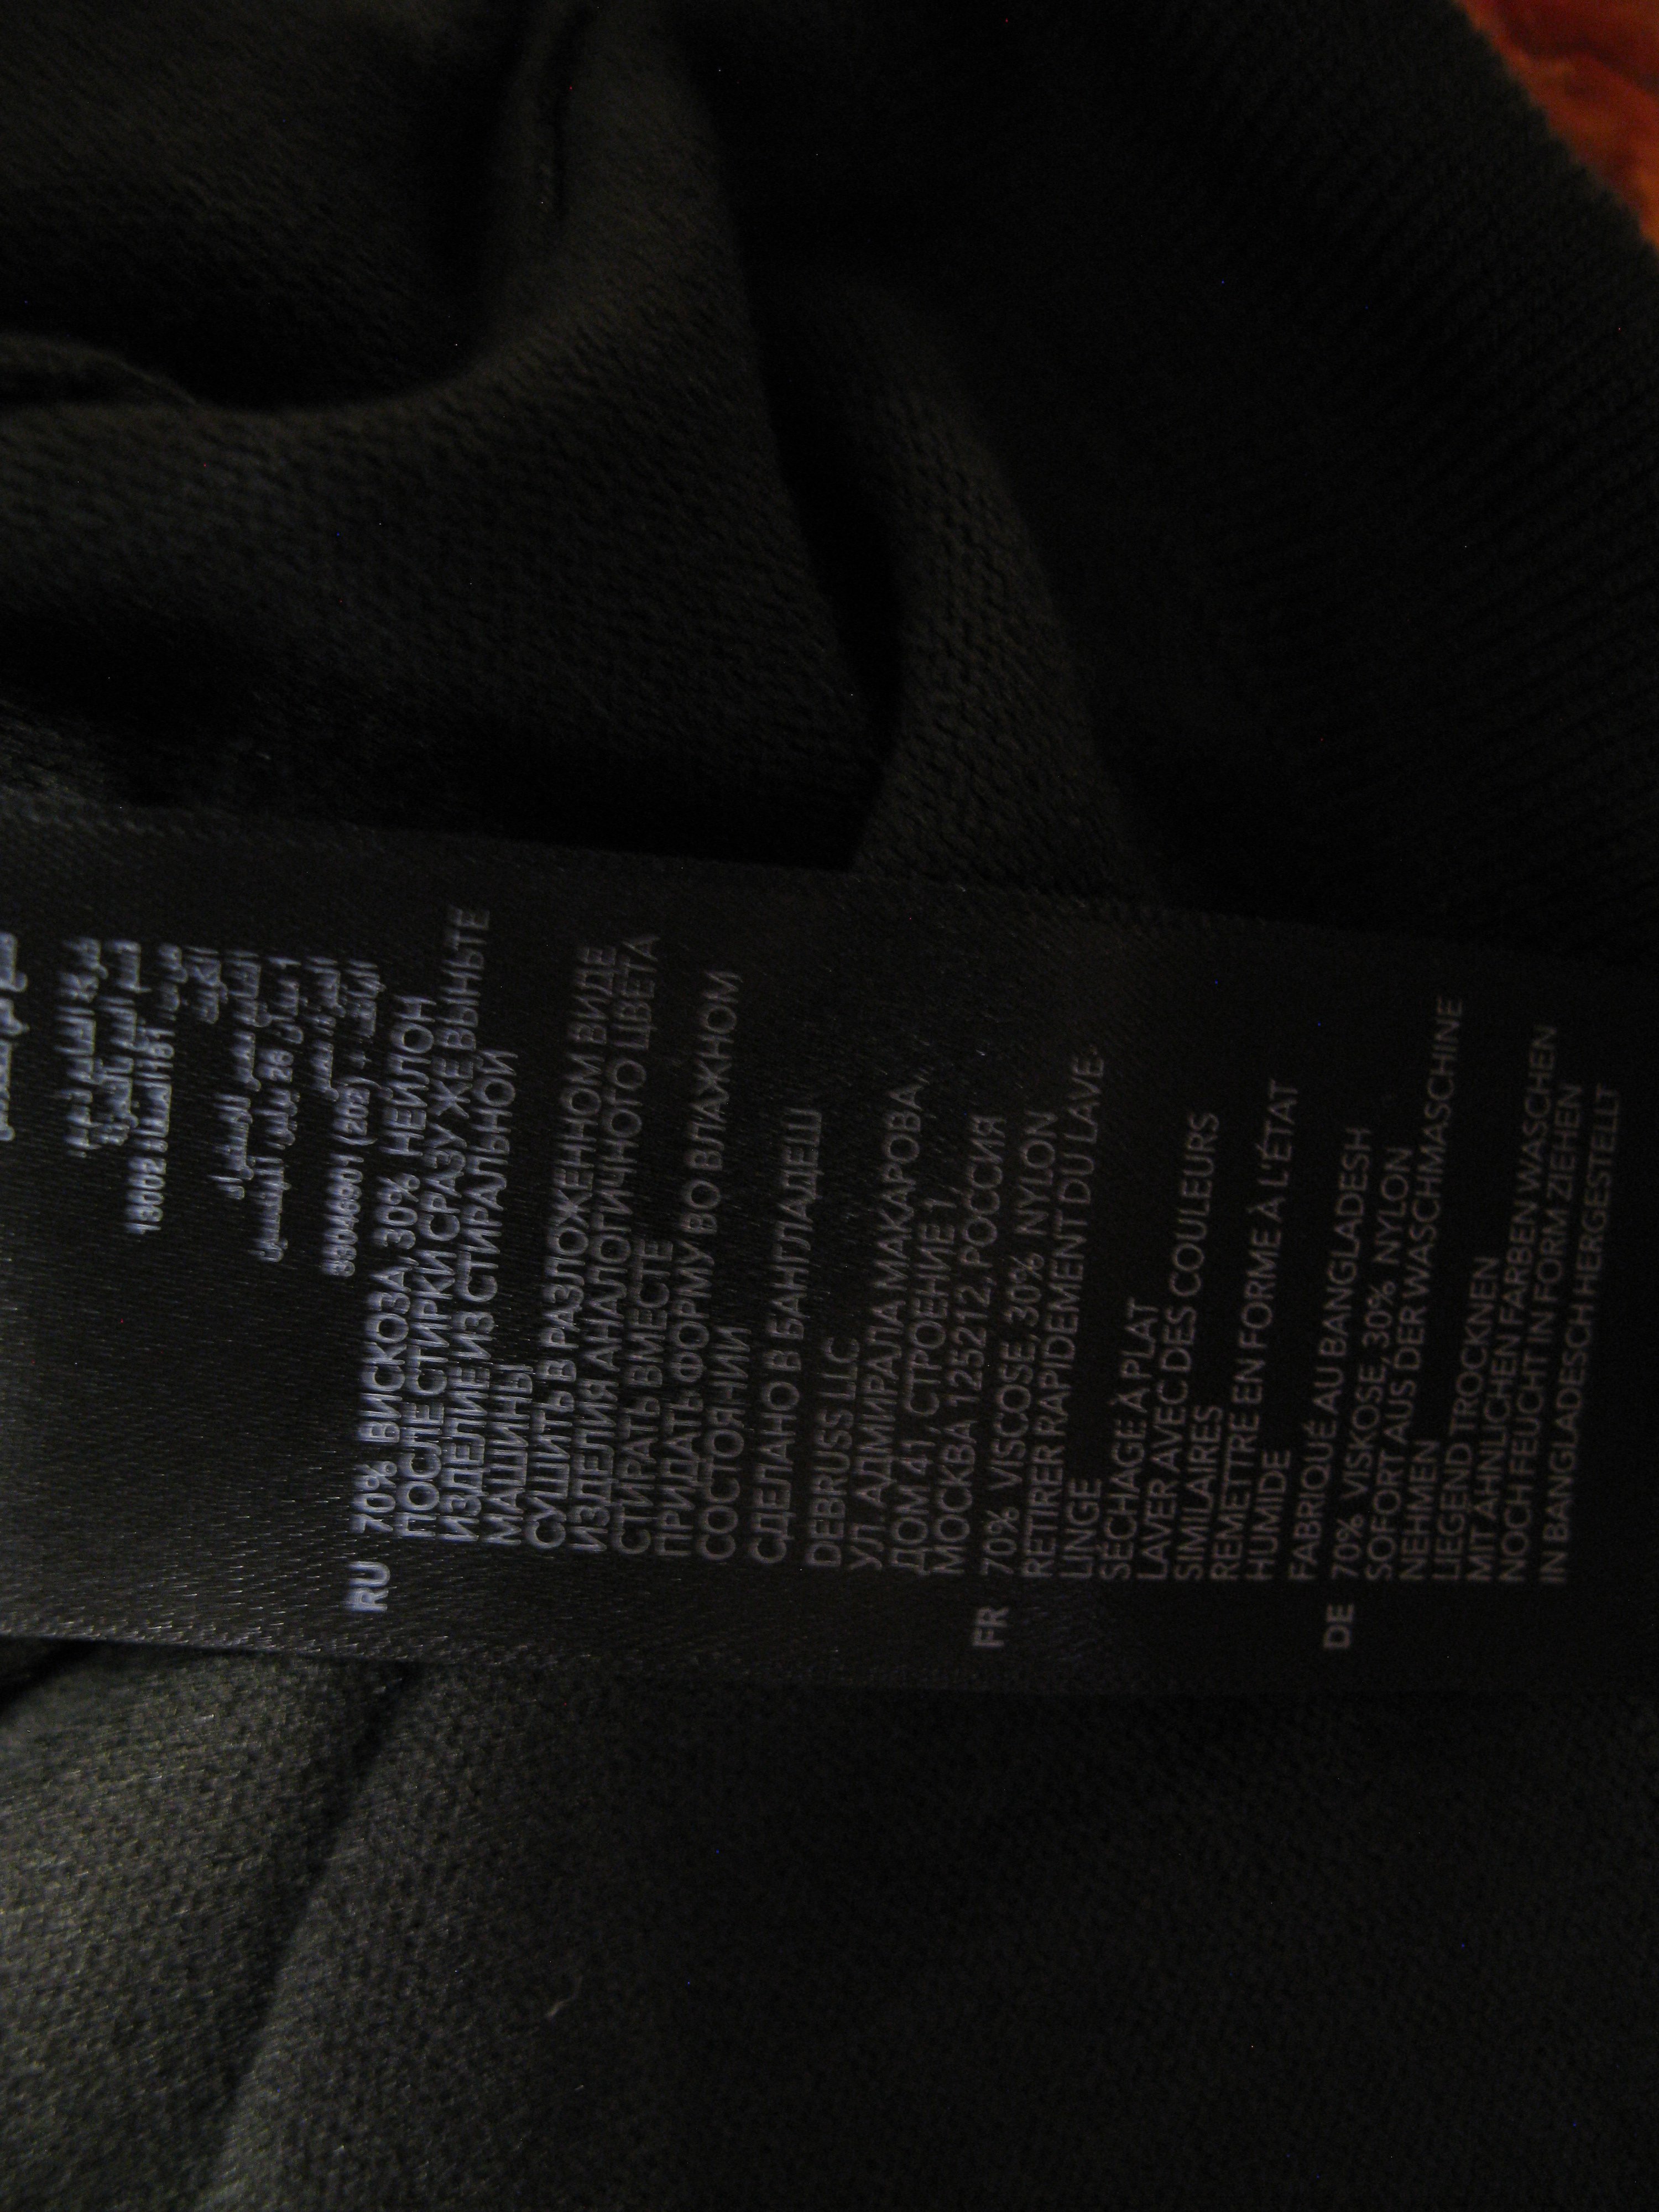 13002
RU 70% ВИСКОЗА, 30% НЕЙЛОН
ПОСЛЕ СТИРКИ СРАЗУ ЖЕ ВЫНЬТЕ
ИЗДЕЛИЕ ИЗ СТИРАЛЬНОЙ
МАШИНЫ
СУШИТЬ В РАЗЛОЖЕННОМ ВИДЕ
ИЗДЕЛИЯ АНАЛОГИЧНОГО ЦВЕТА
СТИРАТЬ ВМЕСТЕ
ПРИДАТЬ ФОРМУ ВО ВЛАЖНОМ
СОСТОЯНИИ
СДЕЛАНО В БАНГЛАДЕШ
DEBRUSS LLC
УЛ. АДМИРАЛА МАКАРОВА,
ДОМ 41, СТРОЕНИЕ 1,
МОСКВА 125212, РОССИЯ
FR 70% VISCOSE, 30% NYLON
RETIRER RAPIDEMENT DU LAVE-
LINGE
SÉCHAGE À PLAT
LAVER AVEC DES COULEURS
SIMILAIRES
REMETTRE EN FORME À L'ÉTAT
HUMIDE
FABRIQUÉ AU BANGLADESH
DE 70% VISKOSE, 30% NYLON
SOFORT AUS DER WASCHMASCHINE
NEHMEN
LIEGEND TROCKNEN
MIT ÄHNLICHEN FARBEN WASCHEN
NOCH FEUCHT IN FORM ZIEHEN
IN BANGLADESCH HERGESTELLT